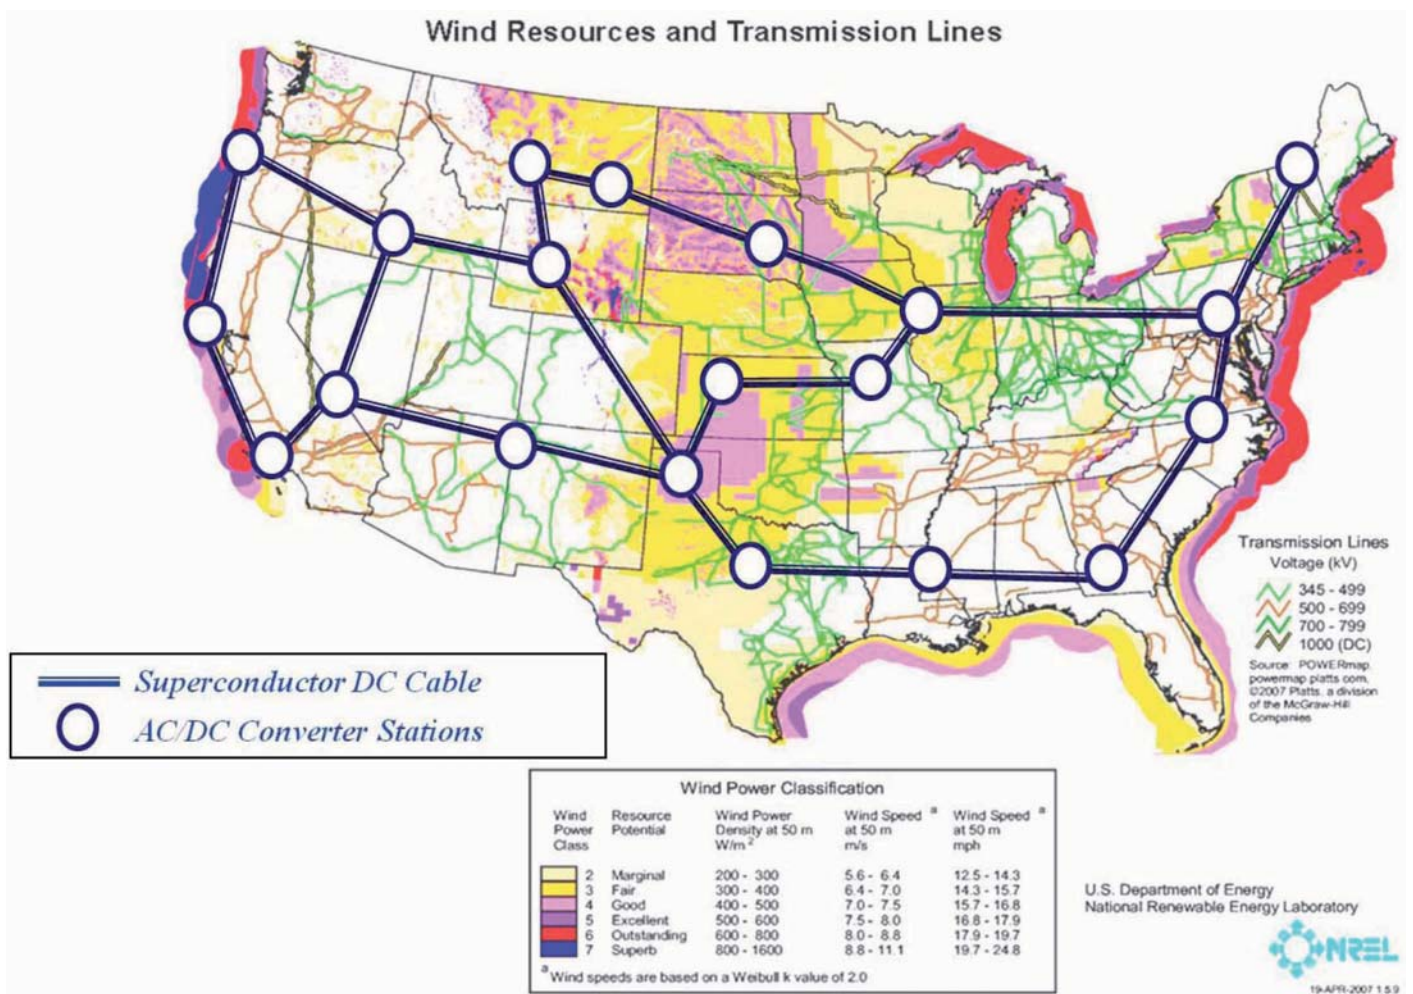 Wind Resources and Transmission Lines
Transmission Lines
Voltage (kV)
345 - 499
500 - 699
700 - 799
1000 (DC)
Source: POWERmap,
powermap.platts.com,
©2007 Platts, a division
of the McGraw-Hill
Companies
Superconductor DC Cable
AC/DC Converter Stations
Wind Power Classification
Wind Power Class Resource Potential Wind Power Density at 50 m W/m2 Wind Speed a at 50 m m/s Wind Speed a at 50 m mph
2 Marginal 200 - 300 5.6 - 6.4 12.5 - 14.3
3 Fair 300 - 400 6.4 - 7.0 14.3 - 15.7
4 Good 400 - 500 7.0 - 7.5 15.7 - 16.8
5 Excellent 500 - 600 7.5 - 8.0 16.8 - 17.9
6 Outstanding 600 - 800 8.0 - 8.8 17.9 - 19.7
7 Superb 800 - 1600 8.8 - 11.1 19.7 - 24.8
a Wind speeds are based on a Weibull k value of 2.0
U.S. Department of Energy
National Renewable Energy Laboratory
NREL
19-APR-2007 1.5.9